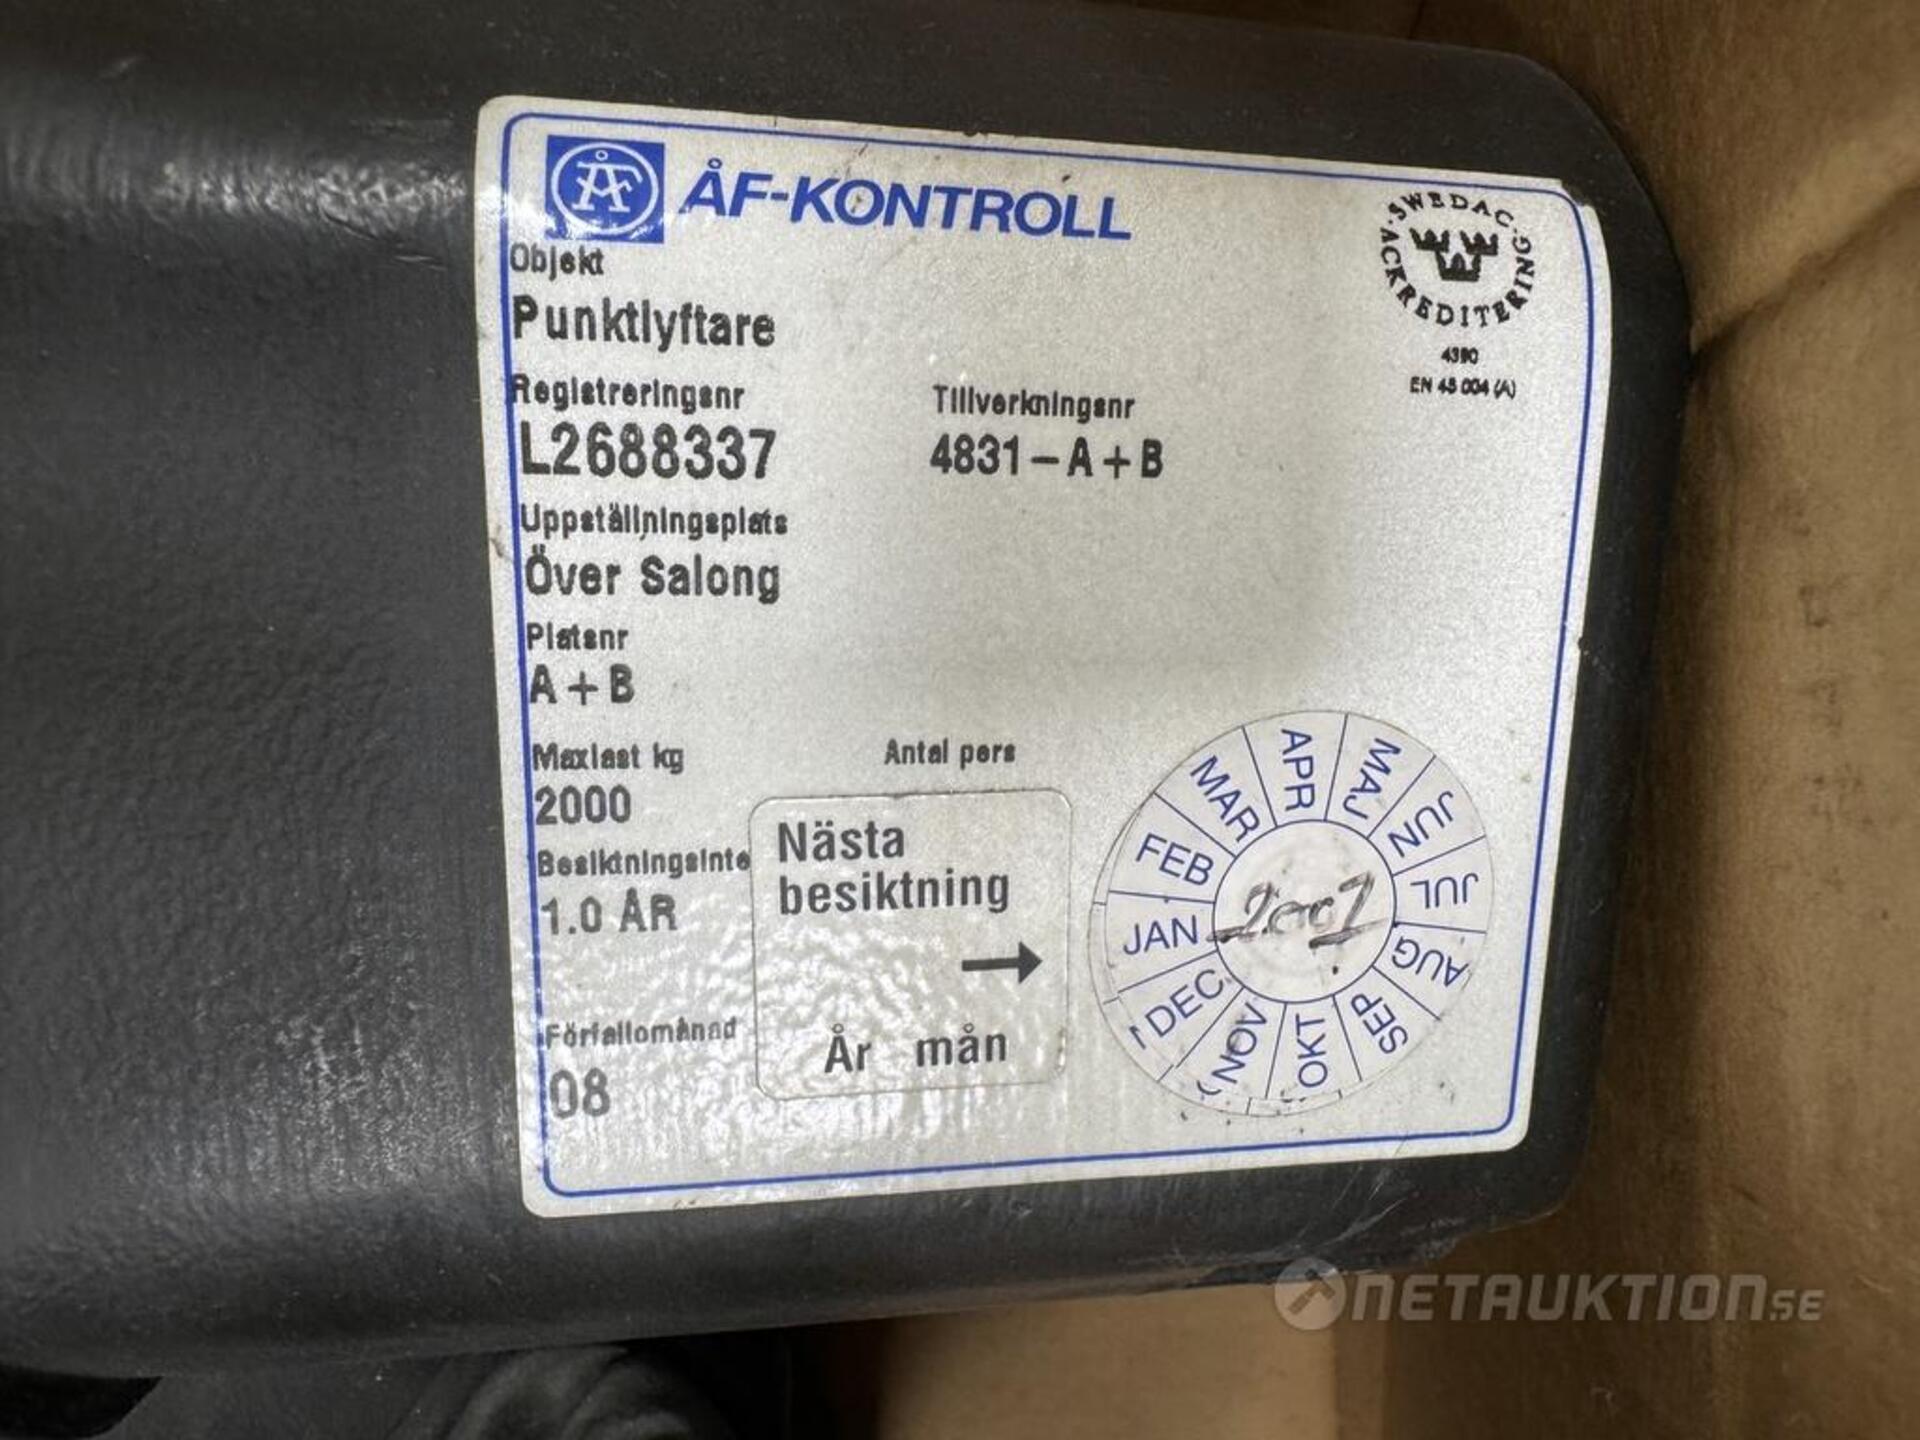 ÅF ÅF-KONTROLL
SWEDAC ACKREDITERING
Objekt
Punktlyftare
EN 45 004 (A)
Registreringsnr Tillverkningsnr
L2688337 4831-A+B
Uppställningsplats
Över Salong
Platsnr
A+B
Maxlast kg Antal pers
2000
Besiktningsinte
1.0 ÅR
Nästa
besiktning
→
År mån
Förfallomånad
08
JAN FEB MAR APR MAJ JUN JUL AUG SEP OKT NOV DEC
2001
NETAUKTION.SE